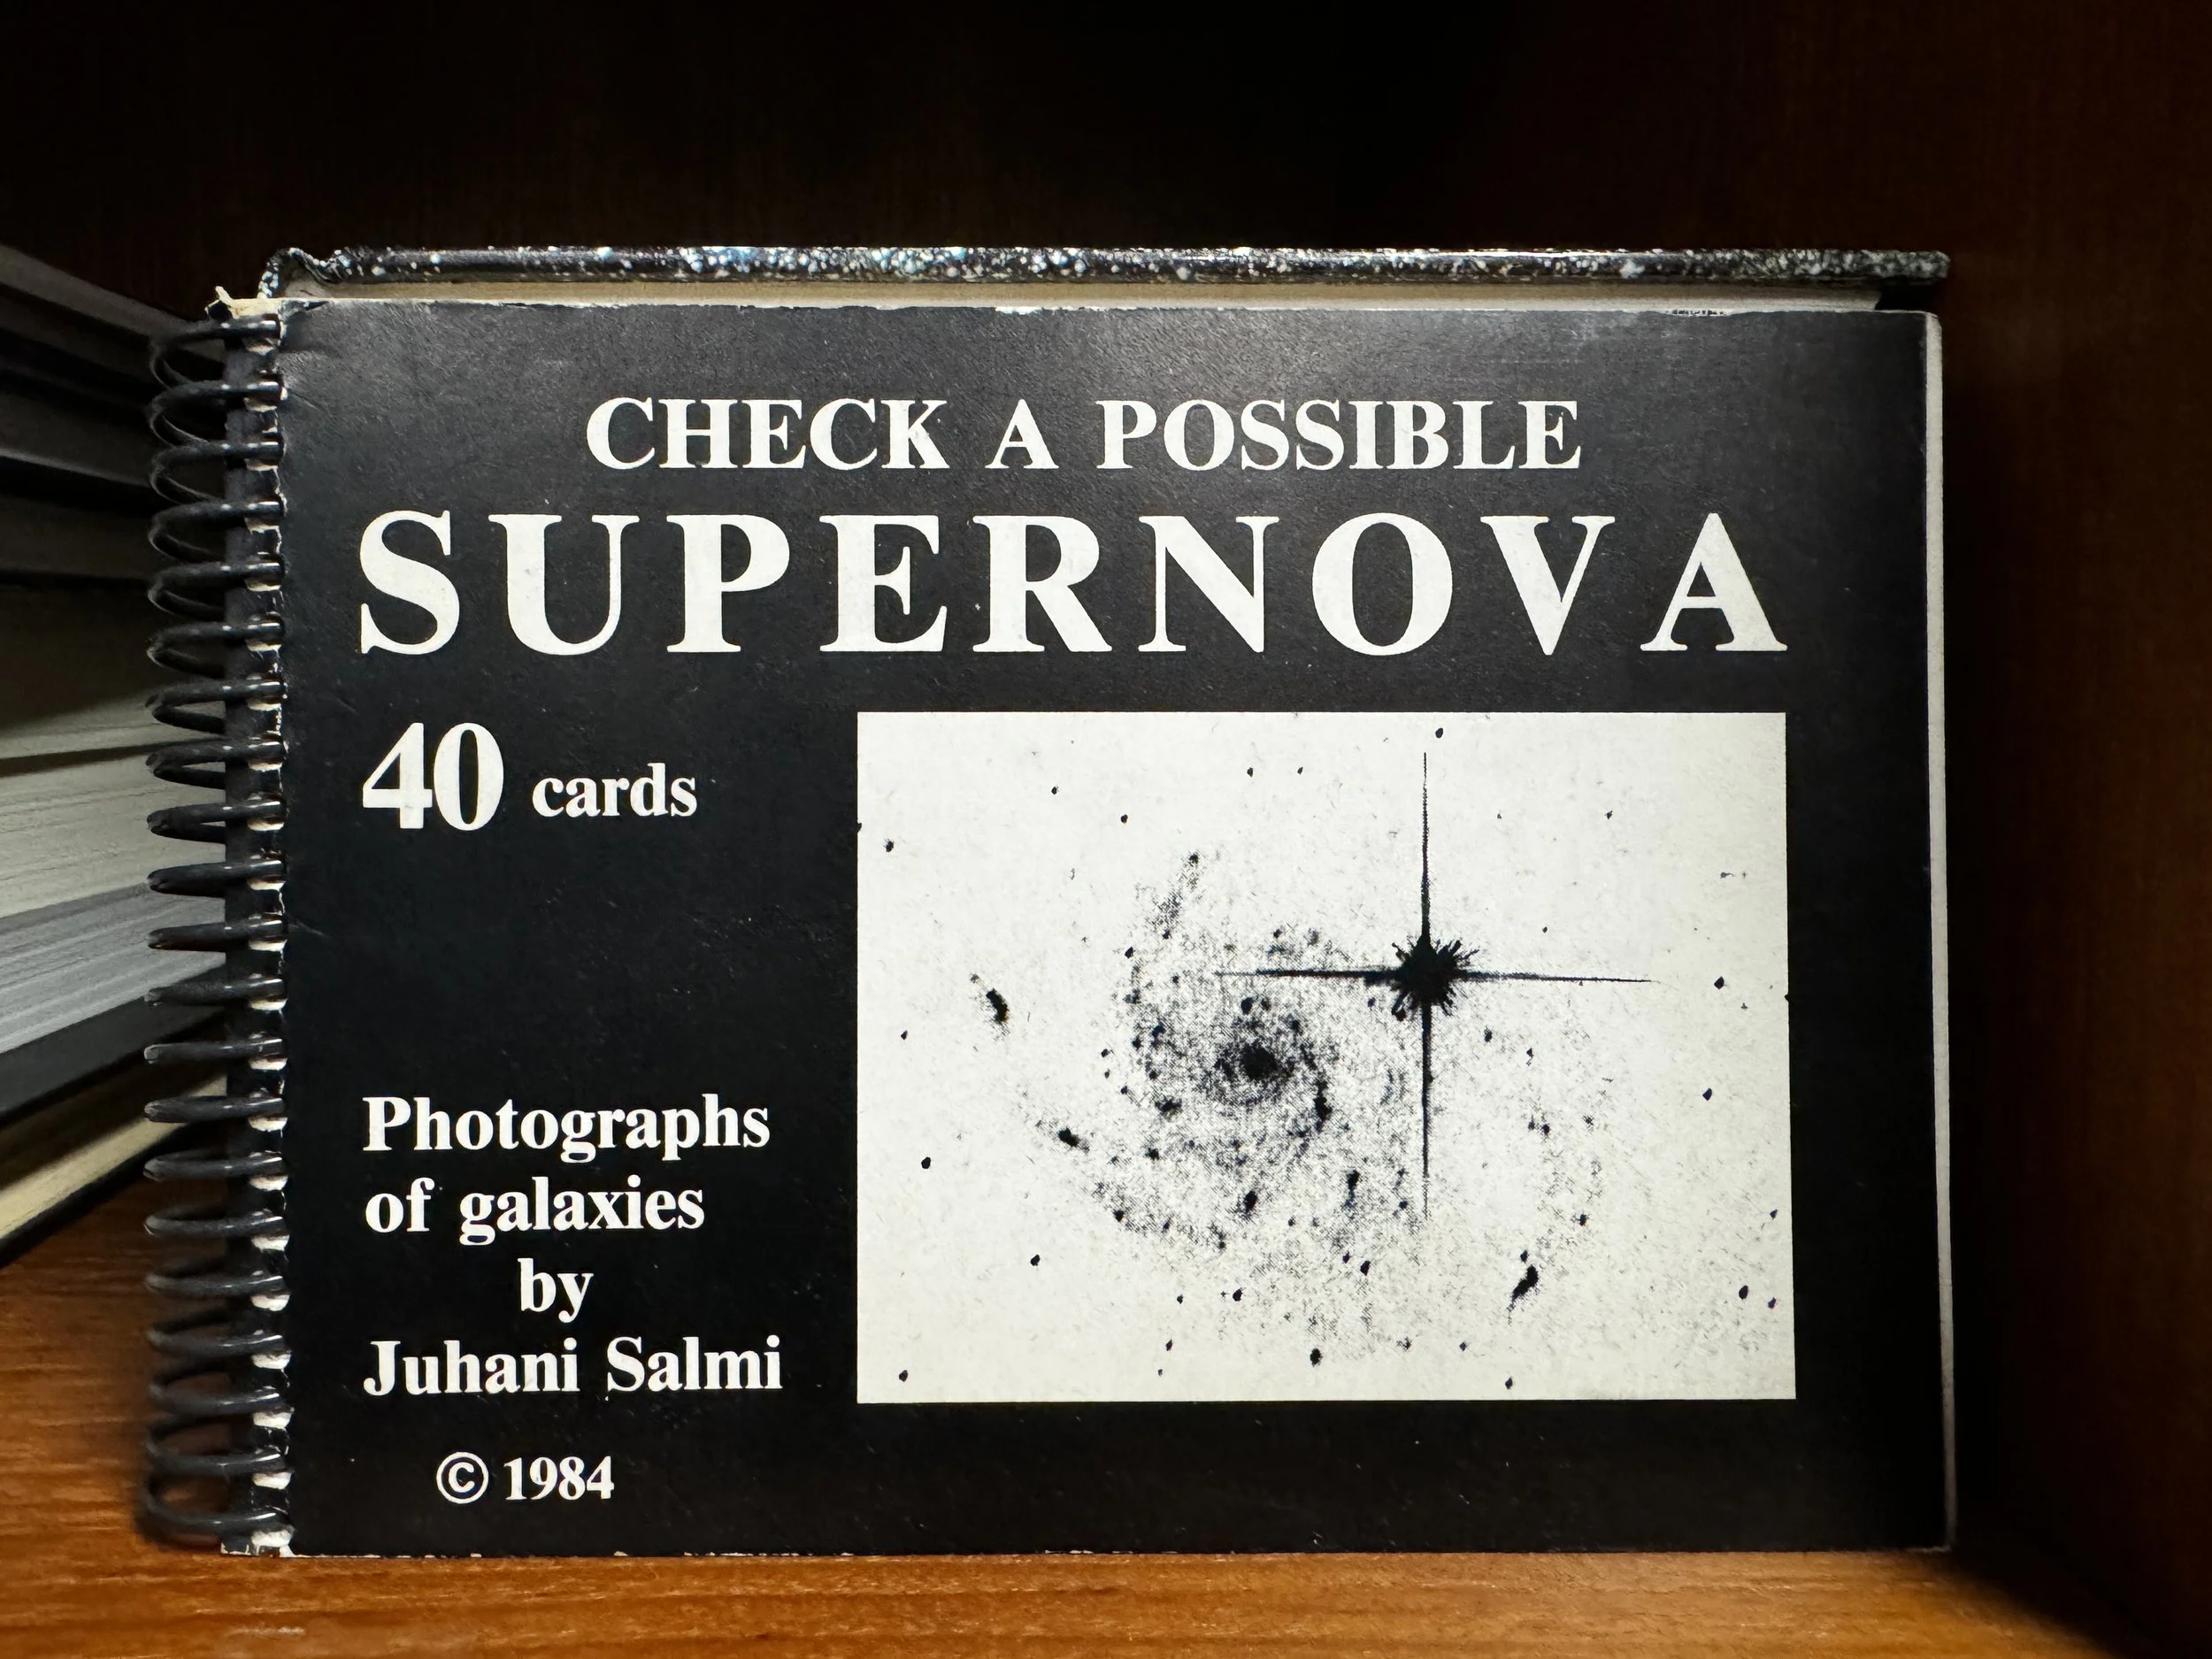 CHECK A POSSIBLE
SUPERNOVA
40 cards
Photographs
of galaxies
by
Juhani Salmi
© 1984